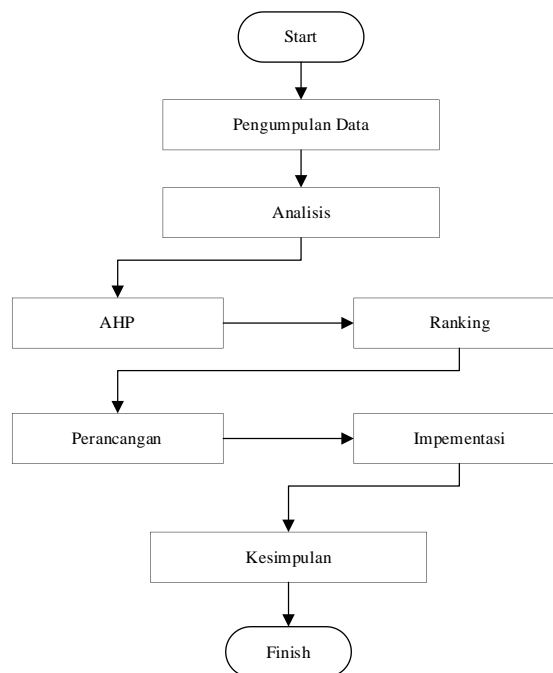 Start
Pengumpulan Data
Analisis
AHP
Ranking
Perancangan
Impementasi
Kesimpulan
Finish